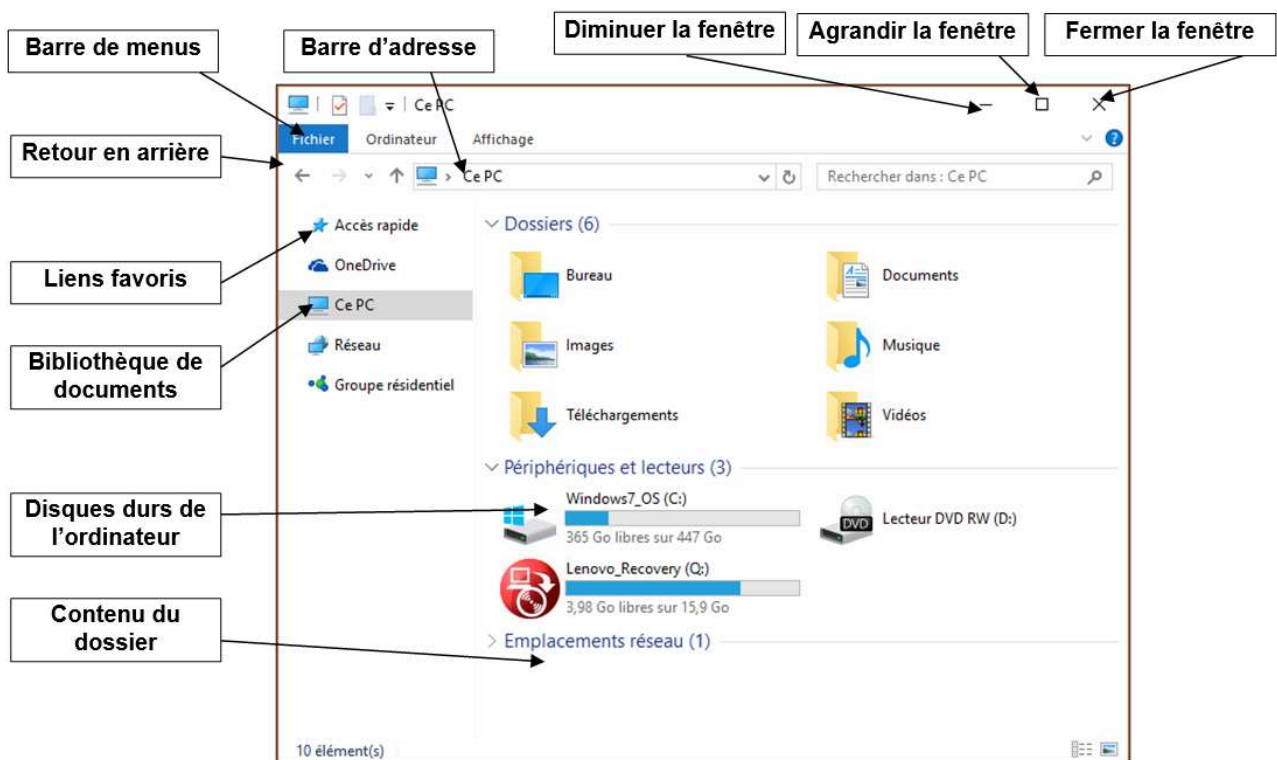 Diminuer la fenêtre
Agrandir la fenêtre
Fermer la fenêtre
Barre de menus
Barre d'adresse
Ce PC
Fichier
Ordinateur
Affichage
Retour en arrière
Ce PC
Rechercher dans : Ce PC
Accès rapide
Dossiers (6)
Liens favoris
OneDrive
Bureau
Documents
Ce PC
Bibliothèque de
documents
Réseau
Images
Musique
Groupe résidentiel
Téléchargements
Vidéos
Périphériques et lecteurs (3)
Disques durs de
l'ordinateur
Windows7_OS (C:)
365 Go libres sur 447 Go
DVD
Lecteur DVD RW (D:)
Lenovo_Recovery (Q:)
3,98 Go libres sur 15,9 Go
Contenu du
dossier
Emplacements réseau (1)
10 élément(s)